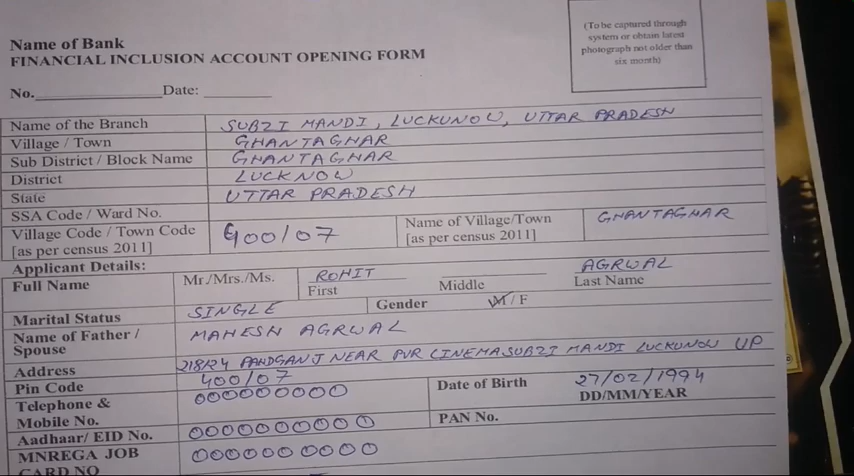 (To be captured through
system or obtain latest
photograph not older than
six month)
Name of Bank
FINANCIAL INCLUSION ACCOUNT OPENING FORM
No. Date:
Name of the Branch SUBZI MANDI, LUCKUNOW, UTTAR PRADESH
Village / Town GHANTAGHAR
Sub District / Block Name GHANTAGHAR
District LUCKNOW
State UTTAR PRADESH
SSA Code / Ward No.
Village Code / Town Code 400/07 Name of Village/Town GHANTAGHAR
[as per census 2011] [as per census 2011]
Applicant Details:
Full Name Mr./Mrs./Ms. ROHIT AGRWAL
First Middle Last Name
Marital Status SINGLE Gender M / F
Name of Father / MAHESH AGRWAL
Spouse
Address 218/24 PANDGANJ NEAR PVR CINEMA SUBZI MANDI LUCKUNOW UP
Pin Code 400/07
Telephone & 000000000 Date of Birth 27/02/1994
Mobile No. DD/MM/YEAR
Aadhaar/ EID No. 0000000000 PAN No.
MNREGA JOB 0000000000
CARD NO